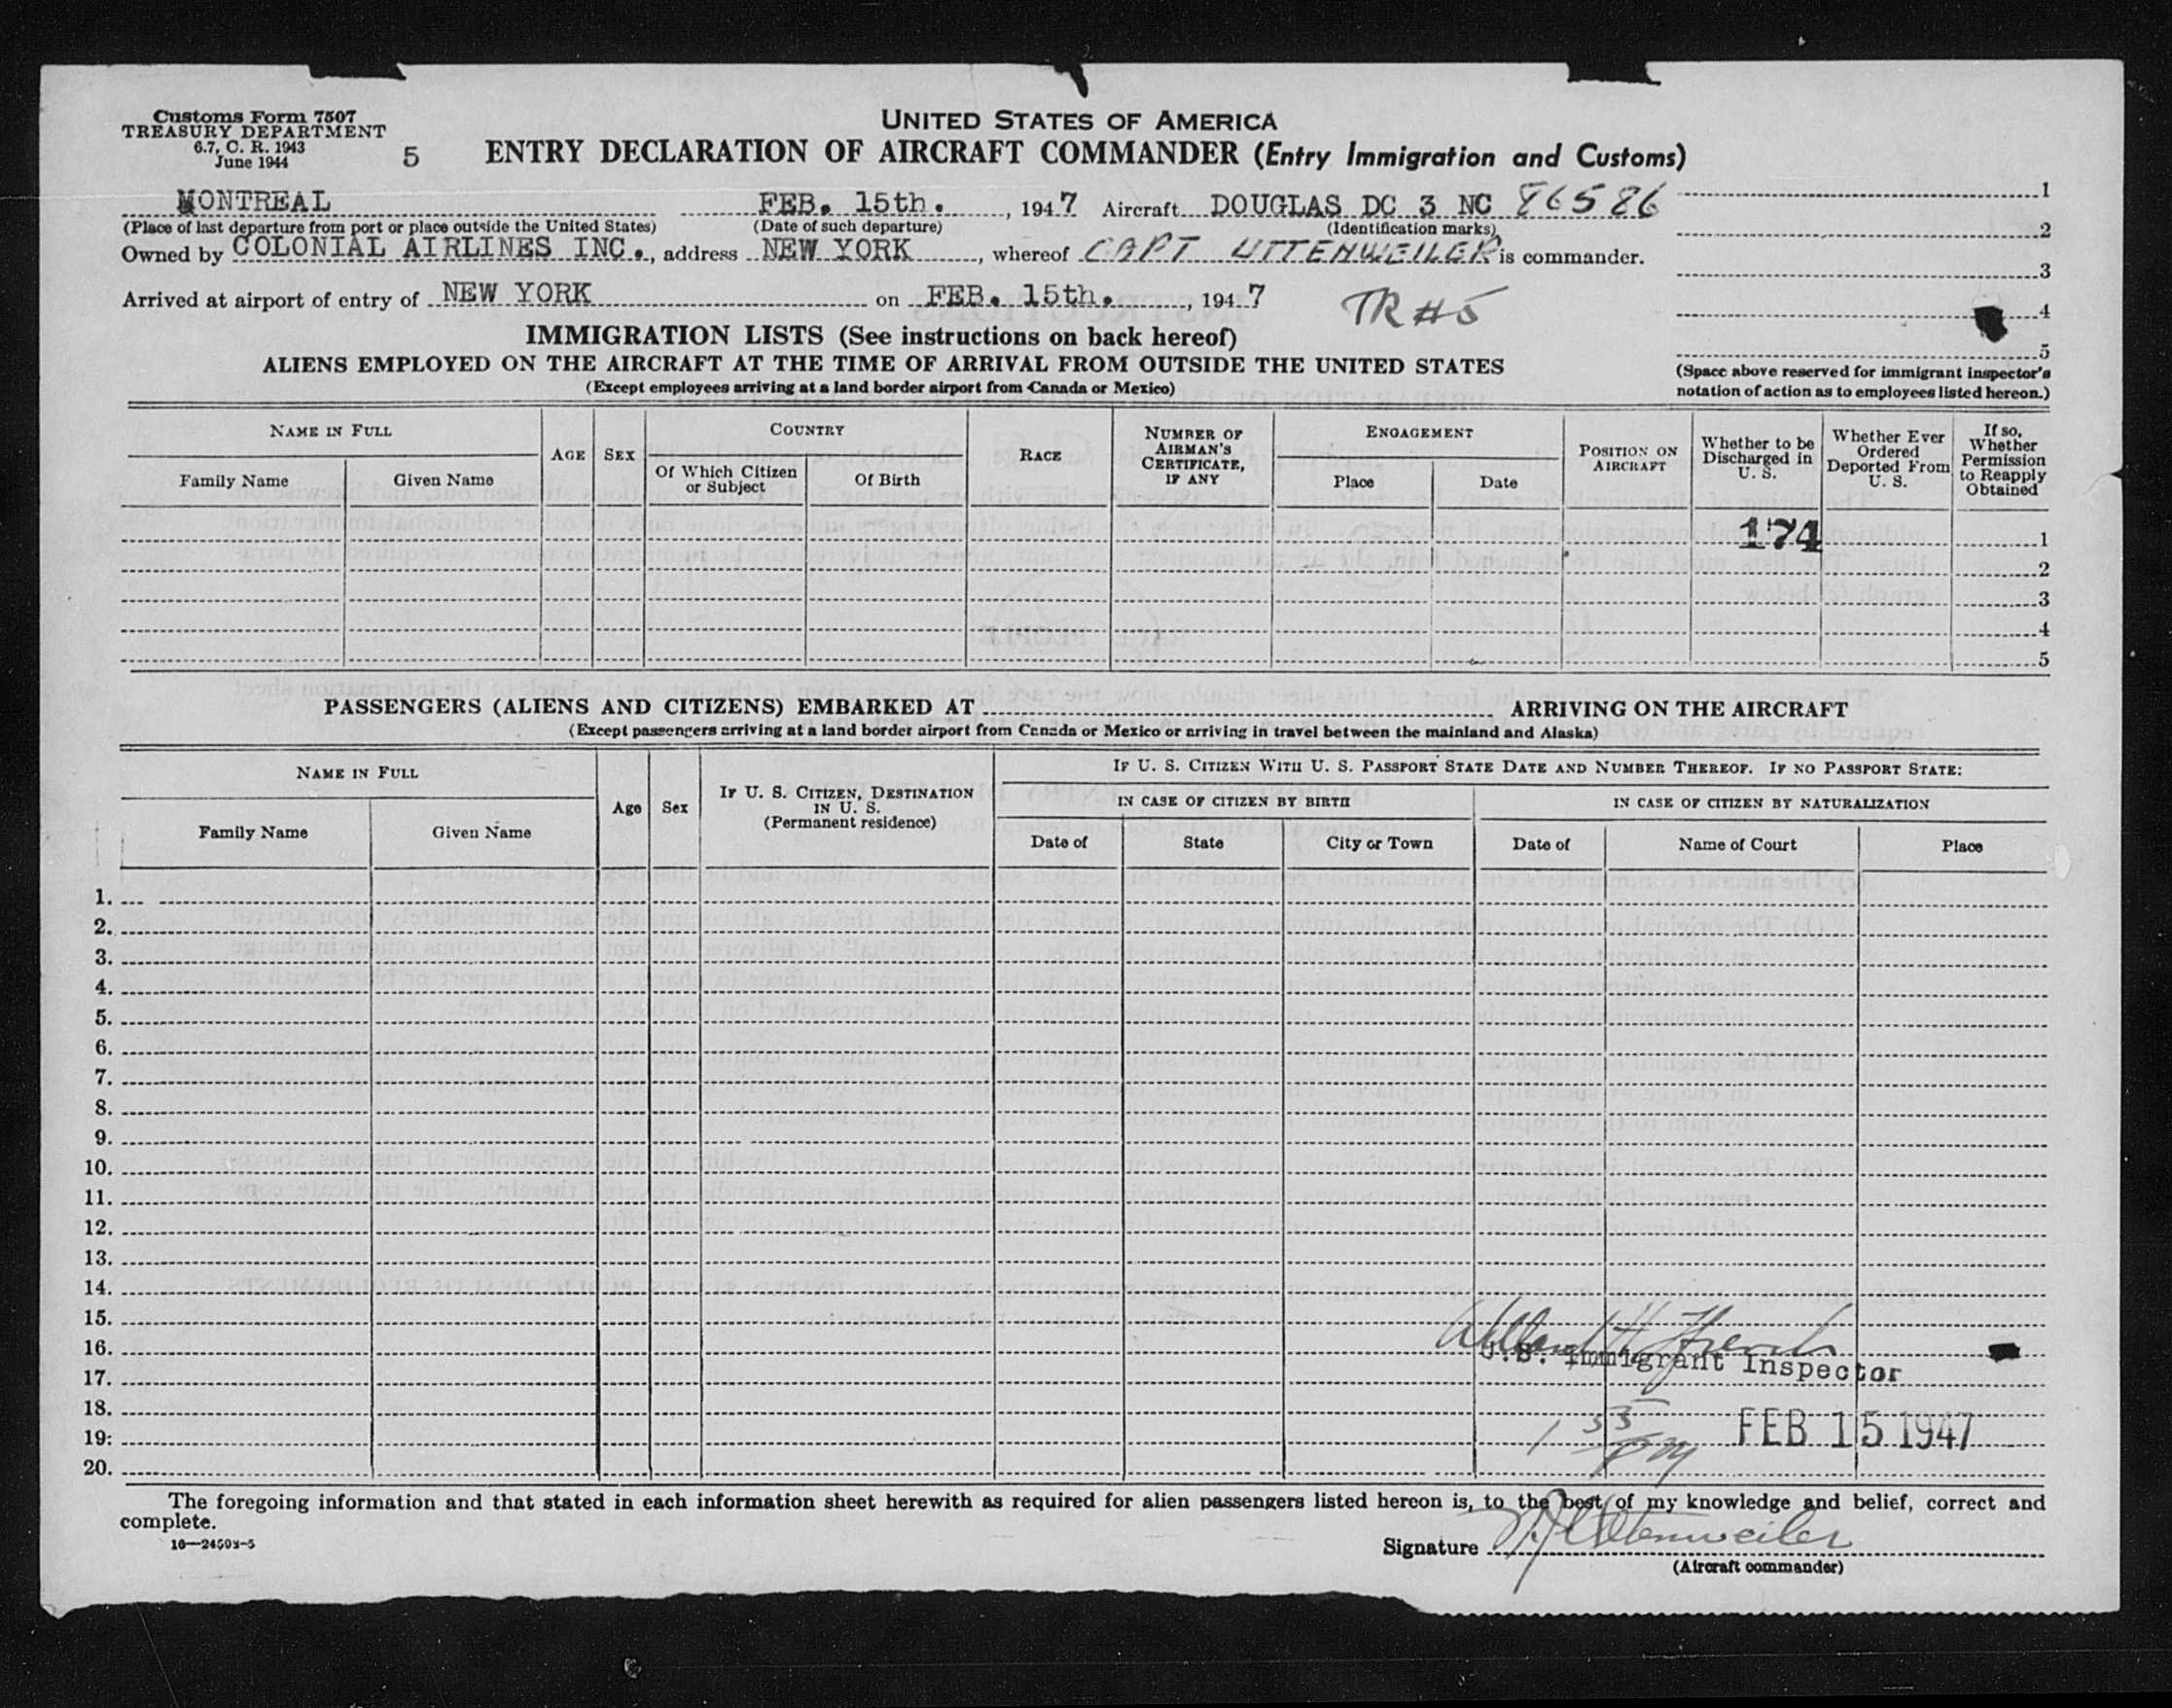 Customs Form 7507
TREASURY DEPARTMENT
6.7, C. R. 1943
June 1944
5
UNITED STATES OF AMERICA
ENTRY DECLARATION OF AIRCRAFT COMMANDER (Entry Immigration and Customs)
MONTREAL FEB. 15th. , 1947 Aircraft DOUGLAS DC 3 NC 86586
(Place of last departure from port or place outside the United States) (Date of such departure) (Identification marks)
Owned by COLONIAL AIRLINES INC., address NEW YORK, whereof CAPT UTTENWEILER is commander.
Arrived at airport of entry of NEW YORK on FEB. 15th. , 1947 TR #5
1
2
3
4
5
(Space above reserved for immigrant inspector's
notation of action as to employees listed hereon.)
IMMIGRATION LISTS (See instructions on back hereof)
ALIENS EMPLOYED ON THE AIRCRAFT AT THE TIME OF ARRIVAL FROM OUTSIDE THE UNITED STATES
(Except employees arriving at a land border airport from Canada or Mexico)
NAME IN FULL
Family Name
Given Name
AGE
SEX
COUNTRY
Of Which Citizen
or Subject
Of Birth
RACE
NUMBER OF
AIRMAN'S
CERTIFICATE,
IF ANY
ENGAGEMENT
Place
Date
POSITION ON
AIRCRAFT
Whether to be
Discharged in
U. S.
Whether Ever
Ordered
Deported From
U. S.
If so,
Whether
Permission
to Reapply
Obtained
174 1
2
3
4
5
PASSENGERS (ALIENS AND CITIZENS) EMBARKED AT ARRIVING ON THE AIRCRAFT
(Except passengers arriving at a land border airport from Canada or Mexico or arriving in travel between the mainland and Alaska)
NAME IN FULL
Family Name
Given Name
Age
Sex
IF U. S. CITIZEN, DESTINATION
IN U. S.
(Permanent residence)
IF U. S. CITIZEN WITH U. S. PASSPORT STATE DATE AND NUMBER THEREOF. IF NO PASSPORT STATE:
IN CASE OF CITIZEN BY BIRTH
Date of
State
City or Town
IN CASE OF CITIZEN BY NATURALIZATION
Date of
Name of Court
Place
1.
2.
3.
4.
5.
6.
7.
8.
9.
10.
11.
12.
13.
14.
15.
16.
U.S. Immigrant Inspector
17.
18.
1 55 PM FEB 15 1947
19.
20.
The foregoing information and that stated in each information sheet herewith as required for alien passengers listed hereon is, to the best of my knowledge and belief, correct and
complete.
16—24503-5
Signature Uttenweiler
(Aircraft commander)